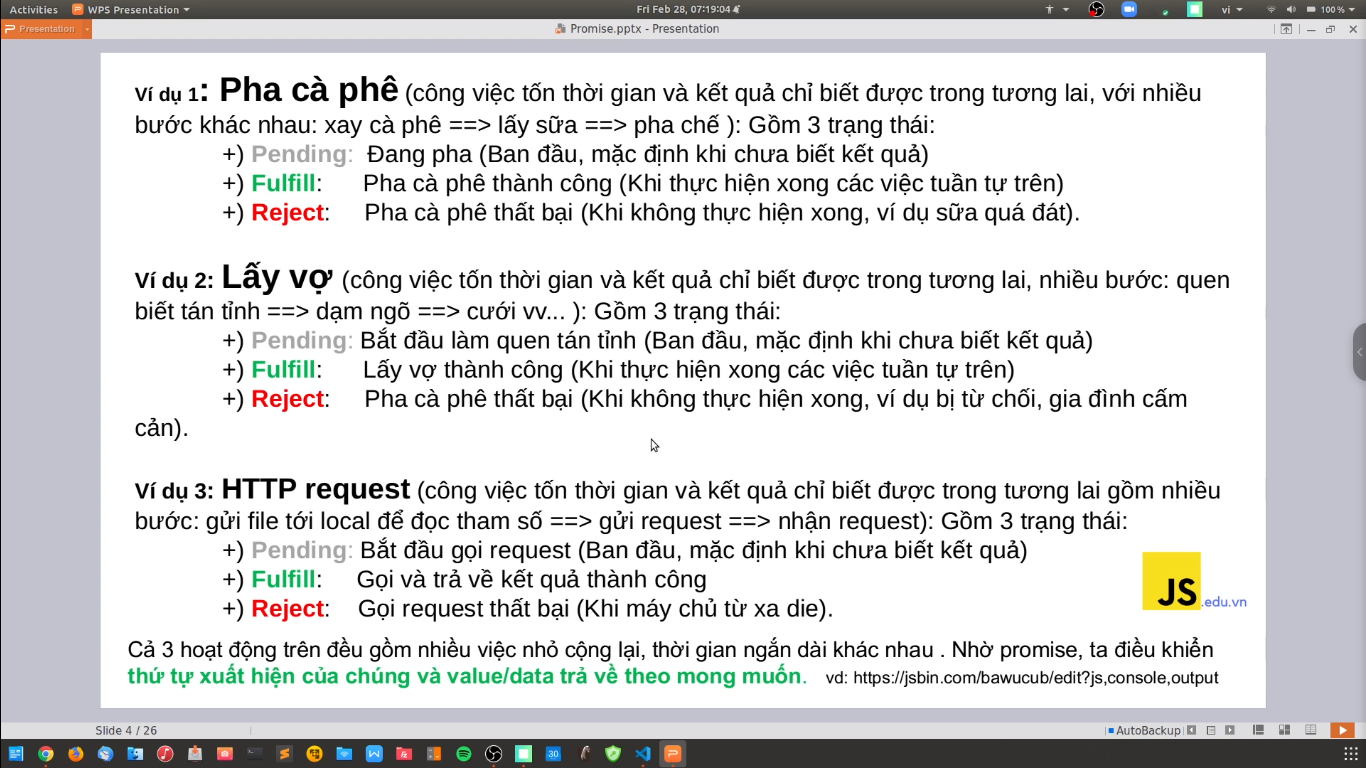 Activities WPS Presentation Fri Feb 28, 07:19:04 vi 100 %
Presentation Promise.pptx - Presentation
Ví dụ 1: Pha cà phê (công việc tốn thời gian và kết quả chỉ biết được trong tương lai, với nhiều
bước khác nhau: xay cà phê ==> lấy sữa ==> pha chế ): Gồm 3 trạng thái:
+) Pending: Đang pha (Ban đầu, mặc định khi chưa biết kết quả)
+) Fulfill: Pha cà phê thành công (Khi thực hiện xong các việc tuần tự trên)
+) Reject: Pha cà phê thất bại (Khi không thực hiện xong, ví dụ sữa quá đát).
Ví dụ 2: Lấy vợ (công việc tốn thời gian và kết quả chỉ biết được trong tương lai, nhiều bước: quen
biết tán tỉnh ==> dạm ngõ ==> cưới vv... ): Gồm 3 trạng thái:
+) Pending: Bắt đầu làm quen tán tỉnh (Ban đầu, mặc định khi chưa biết kết quả)
+) Fulfill: Lấy vợ thành công (Khi thực hiện xong các việc tuần tự trên)
+) Reject: Pha cà phê thất bại (Khi không thực hiện xong, ví dụ bị từ chối, gia đình cấm
cản).
Ví dụ 3: HTTP request (công việc tốn thời gian và kết quả chỉ biết được trong tương lai gồm nhiều
bước: gửi file tới local để đọc tham số ==> gửi request ==> nhận request): Gồm 3 trạng thái:
+) Pending: Bắt đầu gọi request (Ban đầu, mặc định khi chưa biết kết quả)
+) Fulfill: Gọi và trả về kết quả thành công
+) Reject: Gọi request thất bại (Khi máy chủ từ xa die).
JS.edu.vn
Cả 3 hoạt động trên đều gồm nhiều việc nhỏ cộng lại, thời gian ngắn dài khác nhau . Nhờ promise, ta điều khiển
thứ tự xuất hiện của chúng và value/data trả về theo mong muốn. vd: https://jsbin.com/bawucub/edit?js,console,output
Slide 4 / 26 AutoBackup
30